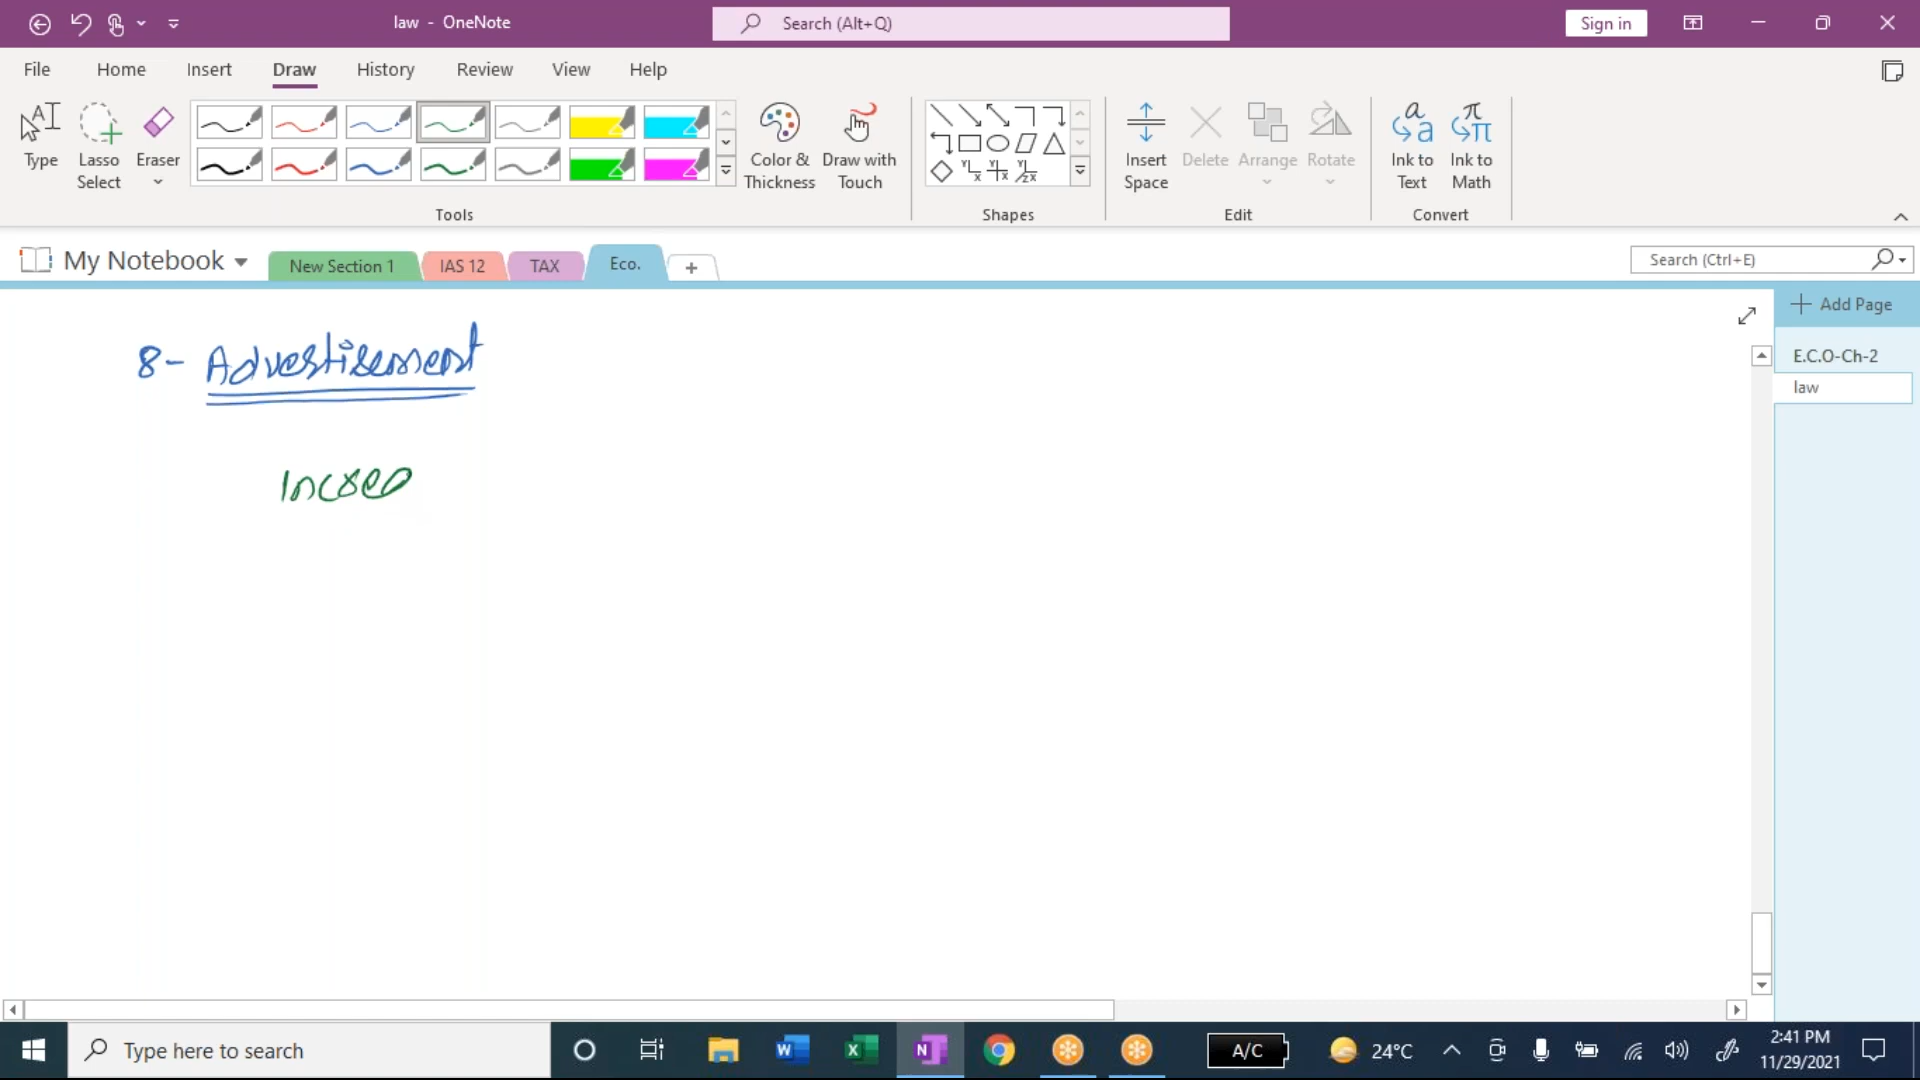 law - OneNote
Search (Alt+Q)
Sign in
File Home Insert Draw History Review View Help
Type
Lasso Select
Eraser
Color & Thickness
Draw with Touch
Insert Space
Delete
Arrange
Rotate
Ink to Text
Ink to Math
Tools
Shapes
Edit
Convert
My Notebook
New Section 1
IAS 12
TAX
Eco.
Search (Ctrl+E)
Add Page
E.C.O-Ch-2
law
8- Advertisement
Increa
Type here to search
A/C
24°C
2:41 PM
11/29/2021